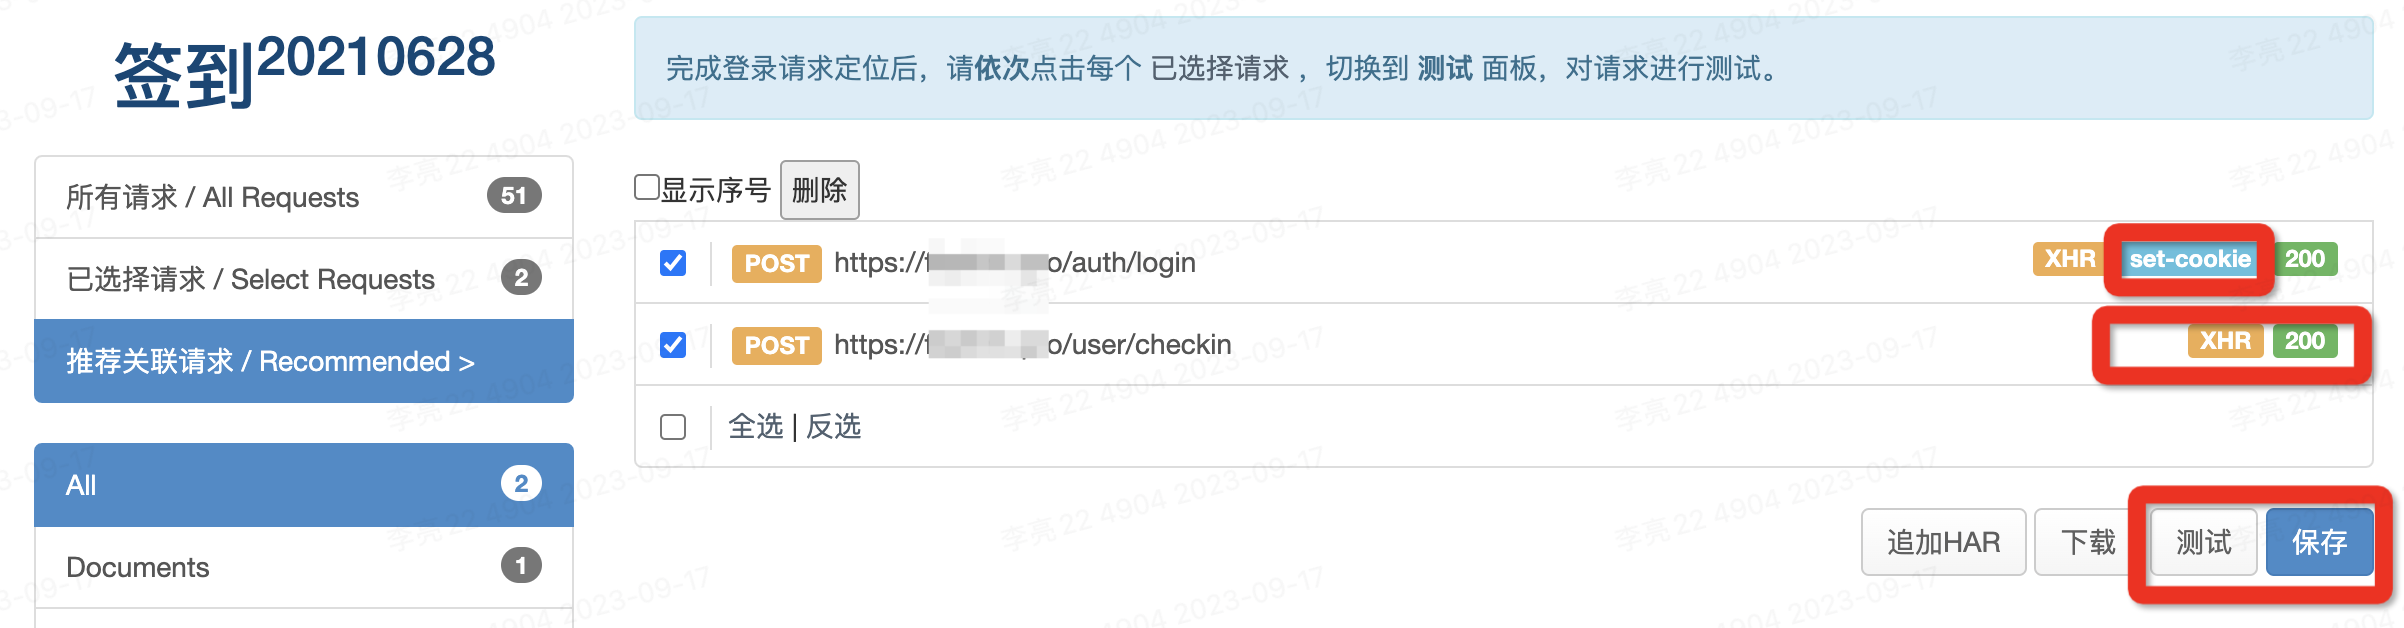 签到20210628
完成登录请求定位后，请依次点击每个 已选择请求 ，切换到 测试 面板，对请求进行测试。
所有请求 / All Requests 51
已选择请求 / Select Requests 2
推荐关联请求 / Recommended >
All 2
Documents 1
显示序号 删除
POST https://f o/auth/login XHR set-cookie 200
POST https://f o/user/checkin XHR 200
全选 | 反选
追加HAR 下载 测试 保存
李亮 22 4904 2023-09-17